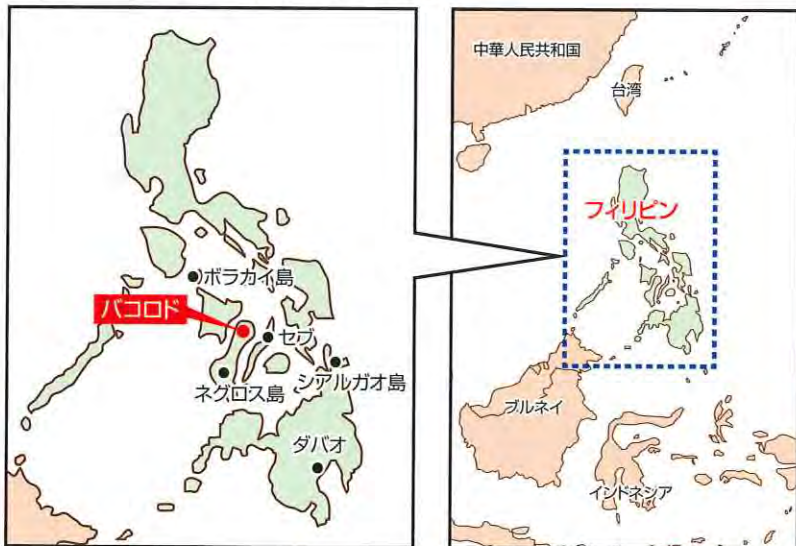 ボラカイ島
バコロド
セブ
シアルガオ島
ネグロス島
ダバオ
中華人民共和国
台湾
フィリピン
ブルネイ
インドネシア